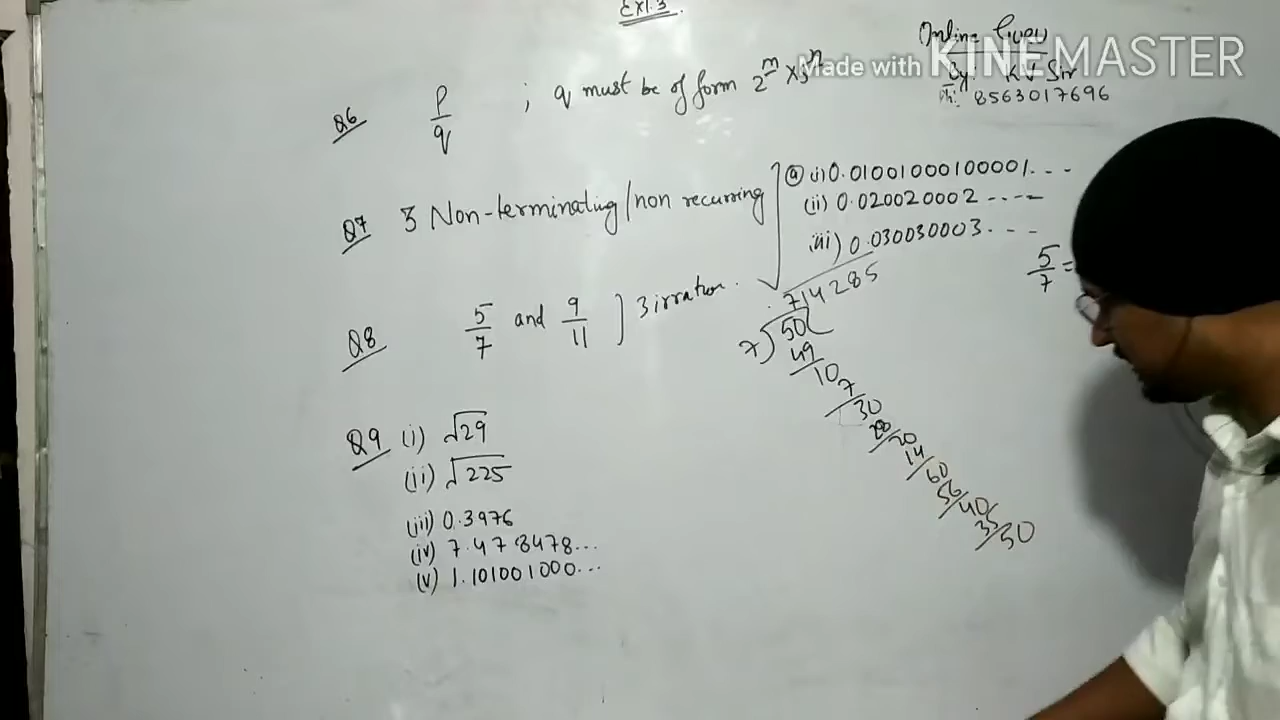 Ex 1.3
Online
By: KV Sir
Ph: 8563017696
Made with KINEMASTER
Q6 p/q ; q must be of form 2^m × 5^n
Q7 3 Non-terminating/non recurring
(a) (i) 0.01001000100001...
(ii) 0.020020002 ....
(iii) 0.030030003...
Q8 5/7 and 9/11 ] 3 irration.
5/7 =
.714285
7 ) 50
49
10
7
30
28
20
14
60
56
40
35
50
Q9 (i) √29
(ii) √225
(iii) 0.3976
(iv) 7.478478...
(v) 1.101001000...